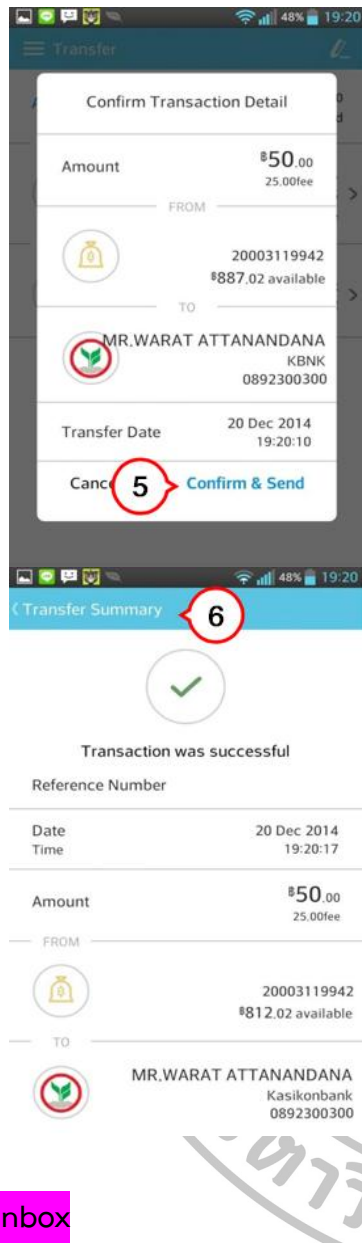 48% 19:20
Transfer
Confirm Transaction Detail
Amount ฿50.00
25.00fee
FROM
20003119942
฿887.02 available
TO
MR.WARAT ATTANANDANA
KBNK
0892300300
Transfer Date 20 Dec 2014
19:20:10
Canc 5 Confirm & Send
48% 19:20
Transfer Summary 6
Transaction was successful
Reference Number
Date 20 Dec 2014
Time 19:20:17
Amount ฿50.00
25.00fee
FROM
20003119942
฿812.02 available
TO
MR.WARAT ATTANANDANA
Kasikonbank
0892300300
nbox